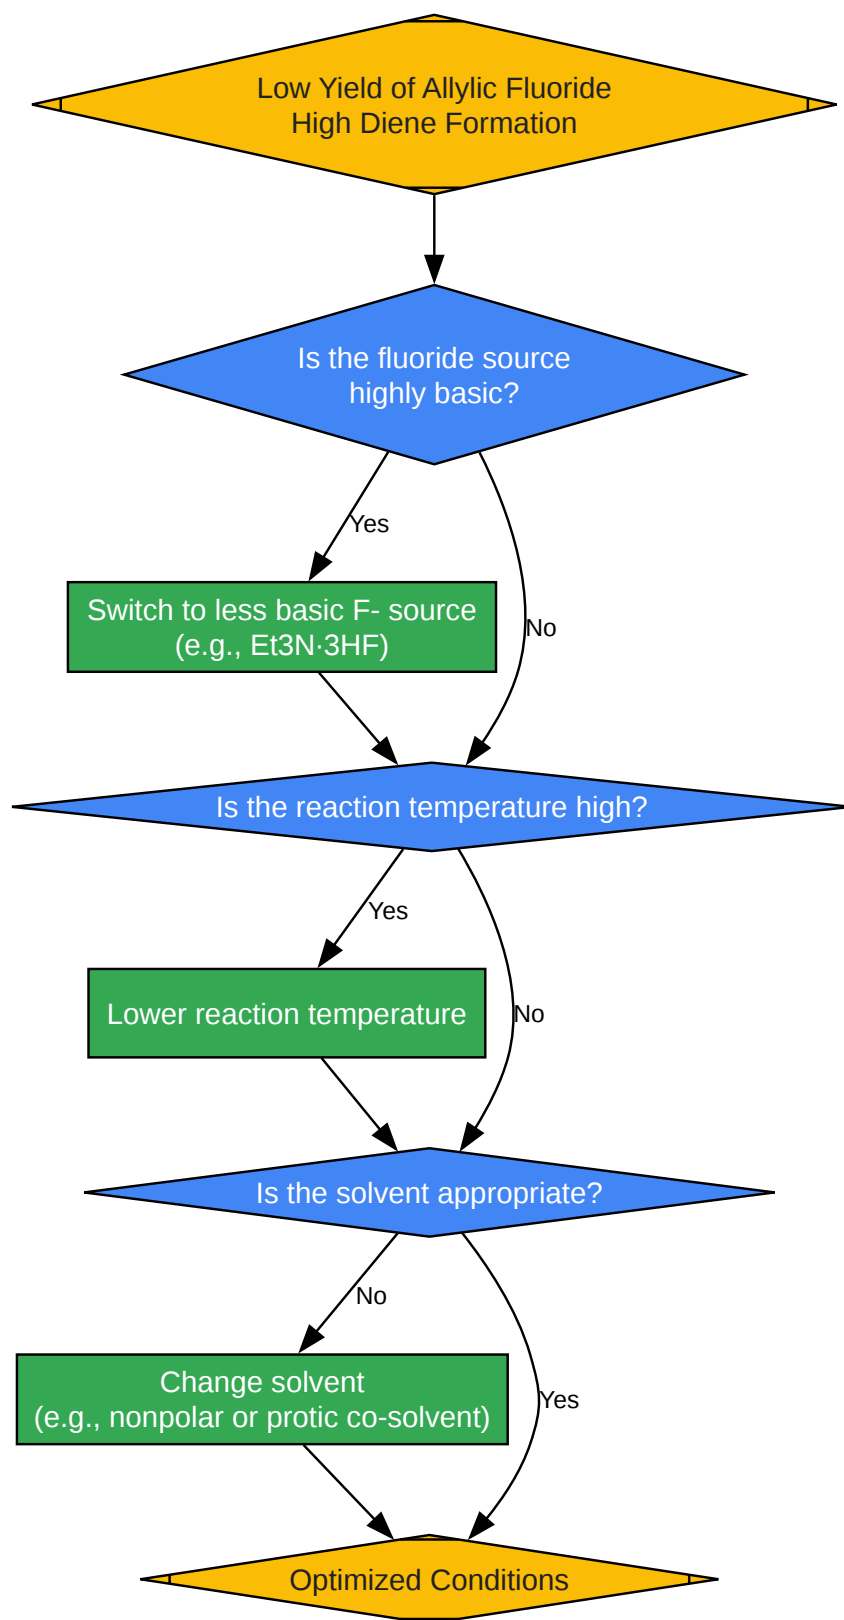 Low Yield of Allylic Fluoride
High Diene Formation
Is the fluoride source
highly basic?
Yes
Switch to less basic F- source
(e.g., Et3N·3HF)
No
Is the reaction temperature high?
Yes
Lower reaction temperature
No
Is the solvent appropriate?
No
Change solvent
(e.g., nonpolar or protic co-solvent)
Yes
Optimized Conditions